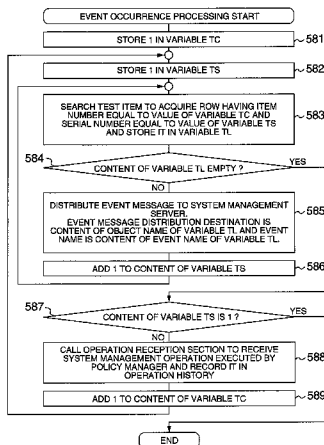 EVENT OCCURRENCE PROCESSING START
STORE 1 IN VARIABLE TC
581
STORE 1 IN VARIABLE TS
582
SEARCH TEST ITEM TO ACQUIRE ROW HAVING ITEM
NUMBER EQUAL TO VALUE OF VARIABLE TC AND
SERIAL NUMBER EQUAL TO VALUE OF VARIABLE TS
AND STORE IT IN VARIABLE TL
583
584
CONTENT OF VARIABLE TL EMPTY ?
YES
NO
DISTRIBUTE EVENT MESSAGE TO SYSTEM MANAGEMENT
SERVER.
EVENT MESSAGE DISTRIBUTION DESTINATION IS
CONTENT OF OBJECT NAME OF VARIABLE TL AND EVENT
NAME IS CONTENT OF EVENT NAME OF VARIABLE TL.
585
ADD 1 TO CONTENT OF VARIABLE TS
586
587
CONTENT OF VARIABLE TS IS 1 ?
YES
NO
CALL OPERATION RECEPTION SECTION TO RECEIVE
SYSTEM MANAGEMENT OPERATION EXECUTED BY
POLICY MANAGER AND RECORD IT IN
OPERATION HISTORY
588
ADD 1 TO CONTENT OF VARIABLE TC
589
END